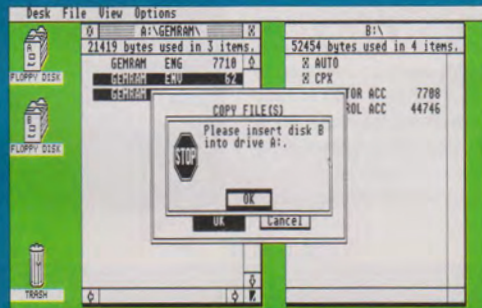 Desk File View Options
A:\GEMRAM\
21419 bytes used in 3 items.
GEMRAM ENG 7710
GEMRAM ENV 62
GEMRAM
B:\
52454 bytes used in 4 items.
AUTO
CPX
TOR ACC 7708
ROL ACC 44746
COPY FILE(S)
Please insert disk B
into drive A:.
STOP
OK
OK Cancel
FLOPPY DISK
FLOPPY DISK
TRASH